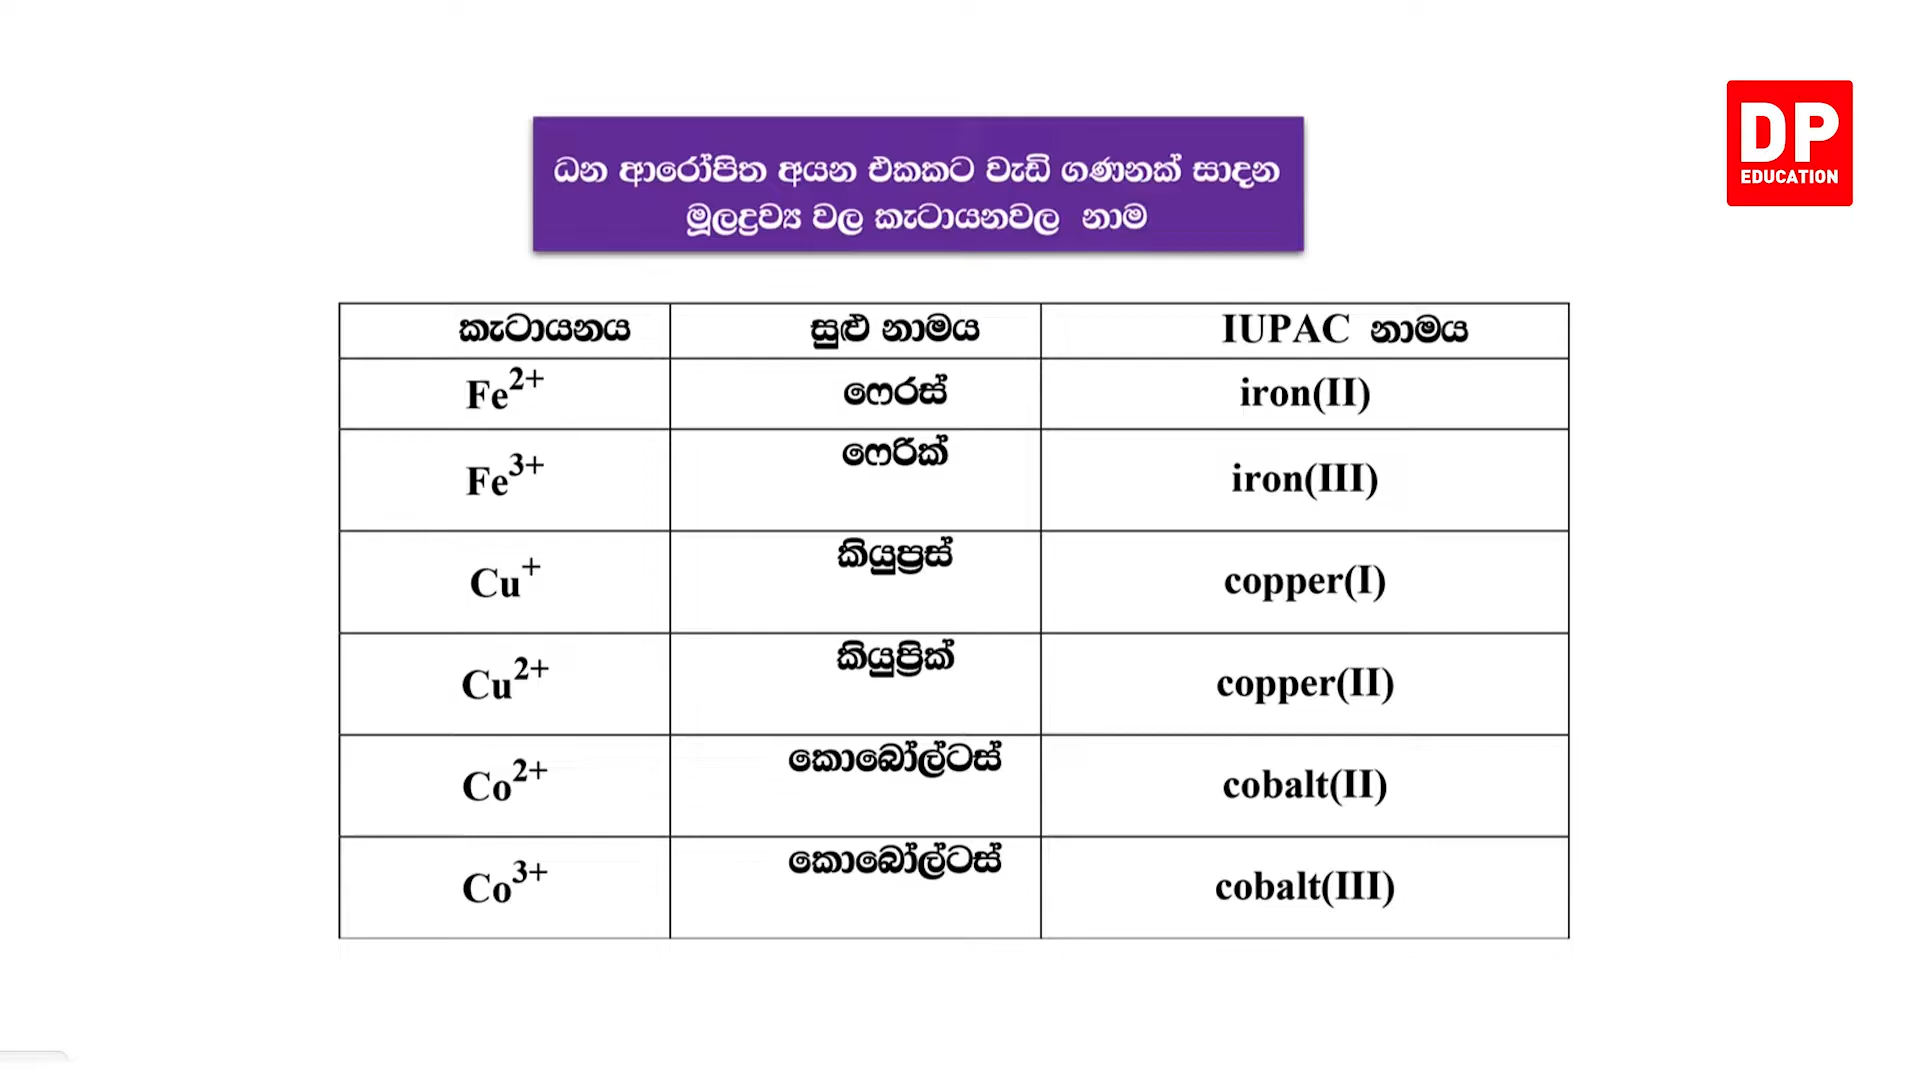 DP
EDUCATION
ධන ආරෝපිත අයන එකකට වැඩි ගණනක් සාදන
මූලද්‍රව්‍ය වල කැටායනවල නාම
කැටායනය සුළු නාමය IUPAC නාමය
Fe²⁺ ෆෙරස් iron(II)
Fe³⁺ ෆෙරික් iron(III)
Cu⁺ කියුප්‍රස් copper(I)
Cu²⁺ කියුප්‍රික් copper(II)
Co²⁺ කොබෝල්ටස් cobalt(II)
Co³⁺ කොබෝල්ටස් cobalt(III)